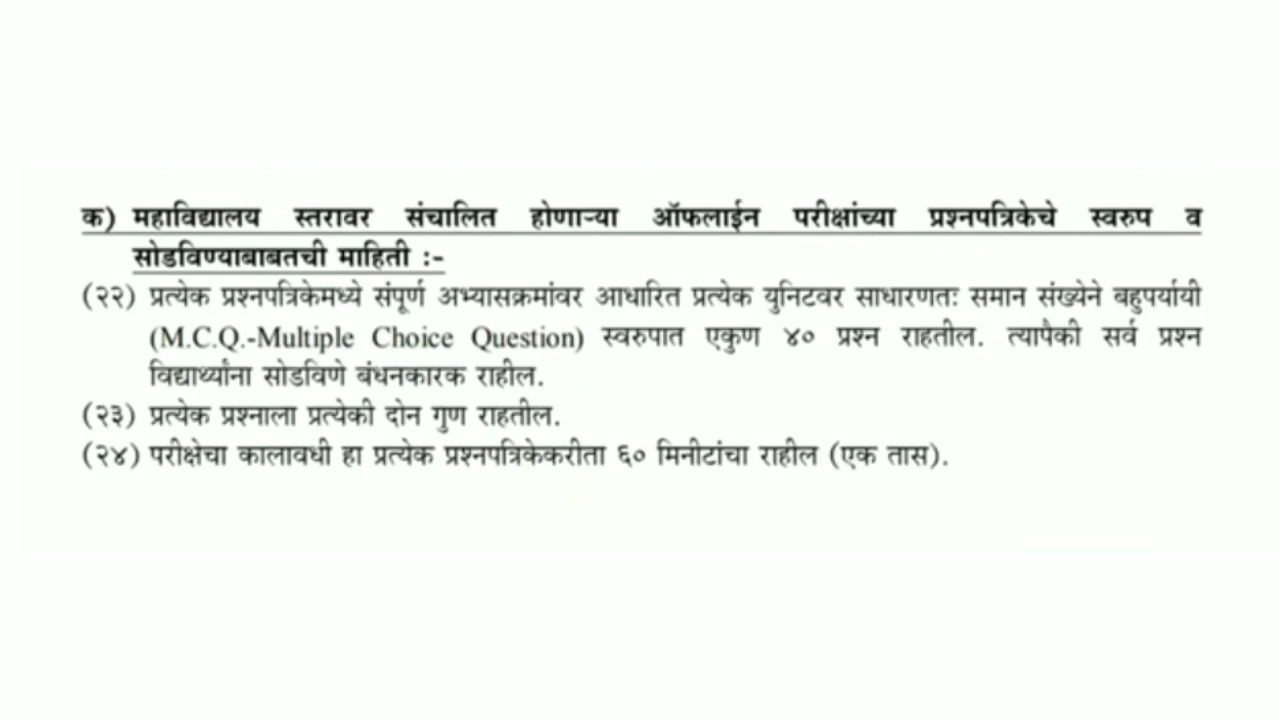 क) महाविद्यालय स्तरावर संचालित होणाऱ्या ऑफलाईन परीक्षांच्या प्रश्नपत्रिकेचे स्वरुप व
सोडविण्याबाबतची माहिती :-
(२२) प्रत्येक प्रश्नपत्रिकेमध्ये संपूर्ण अभ्यासक्रमांवर आधारित प्रत्येक युनिटवर साधारणतः समान संख्येने बहुपर्यायी
(M.C.Q.-Multiple Choice Question) स्वरुपात एकुण ४० प्रश्न राहतील. त्यापैकी सर्व प्रश्न
विद्यार्थ्यांना सोडविणे बंधनकारक राहील.
(२३) प्रत्येक प्रश्नाला प्रत्येकी दोन गुण राहतील.
(२४) परीक्षेचा कालावधी हा प्रत्येक प्रश्नपत्रिकेकरीता ६० मिनीटांचा राहील (एक तास).